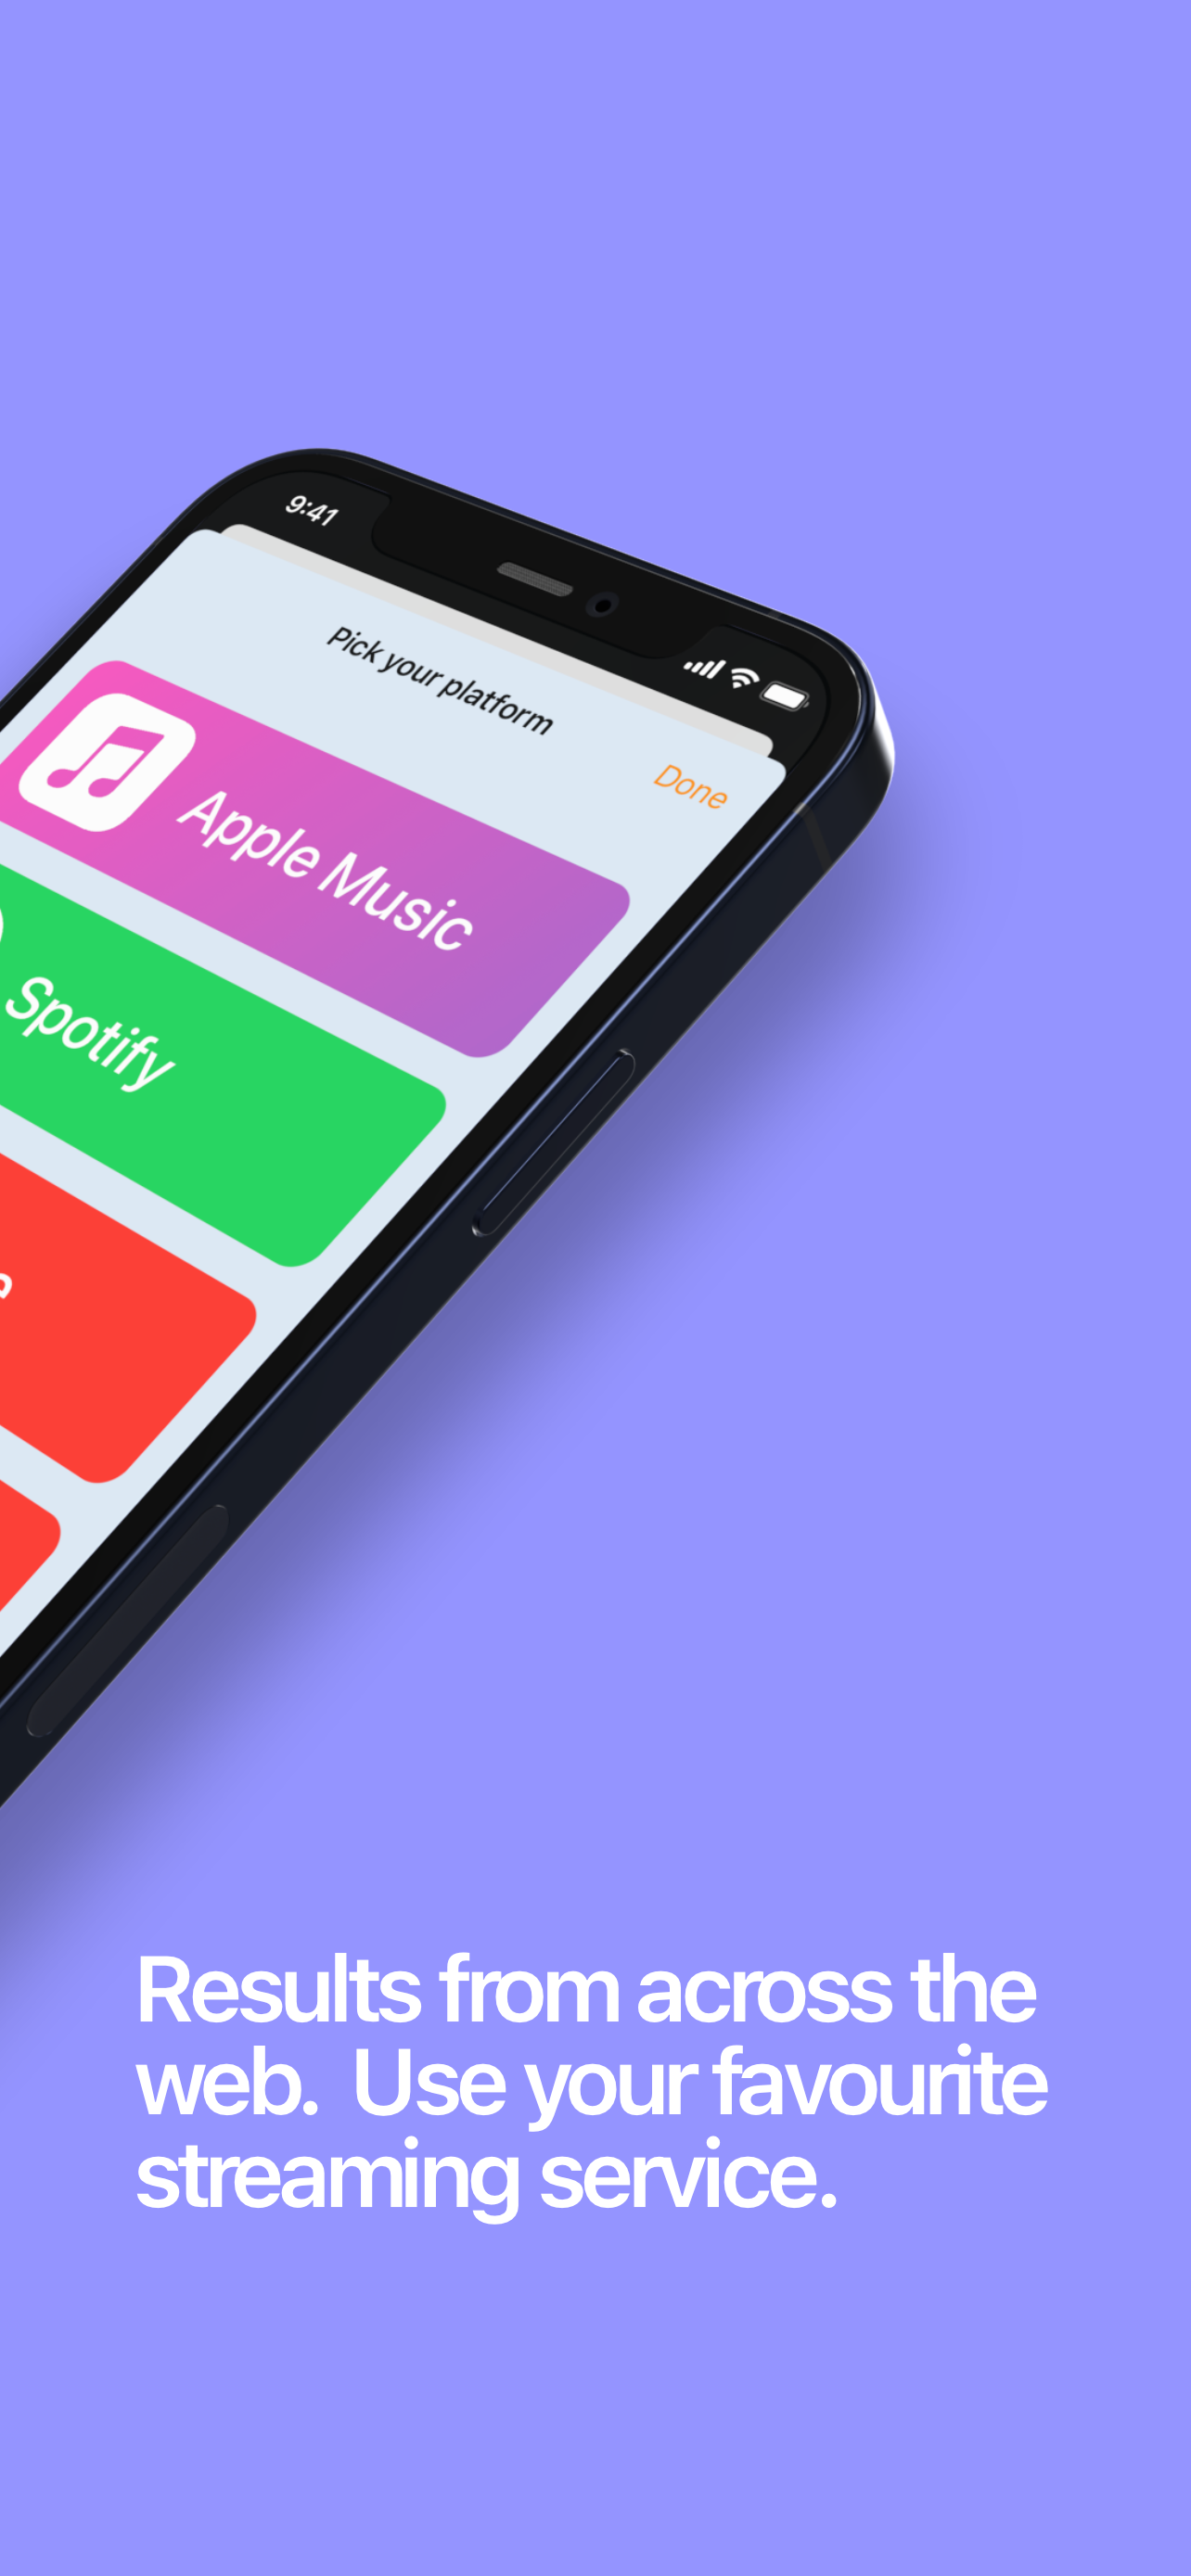 9:41
Pick your platform
Done
Apple Music
Spotify
Results from across the
web. Use your favourite
streaming service.